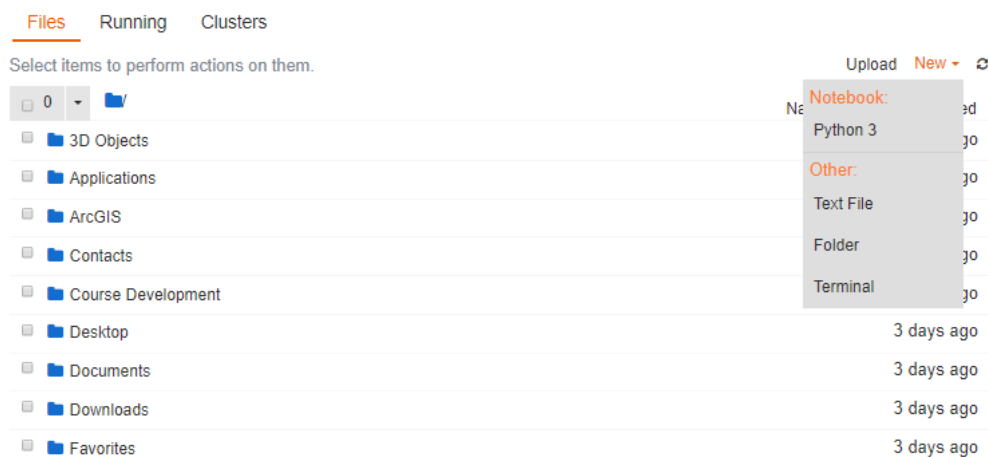 Files Running Clusters
Select items to perform actions on them.
Upload New
0 /
Notebook:
3D Objects
Python 3
Applications
Other:
ArcGIS
Text File
Contacts
Folder
Course Development
Terminal
Desktop 3 days ago
Documents 3 days ago
Downloads 3 days ago
Favorites 3 days ago